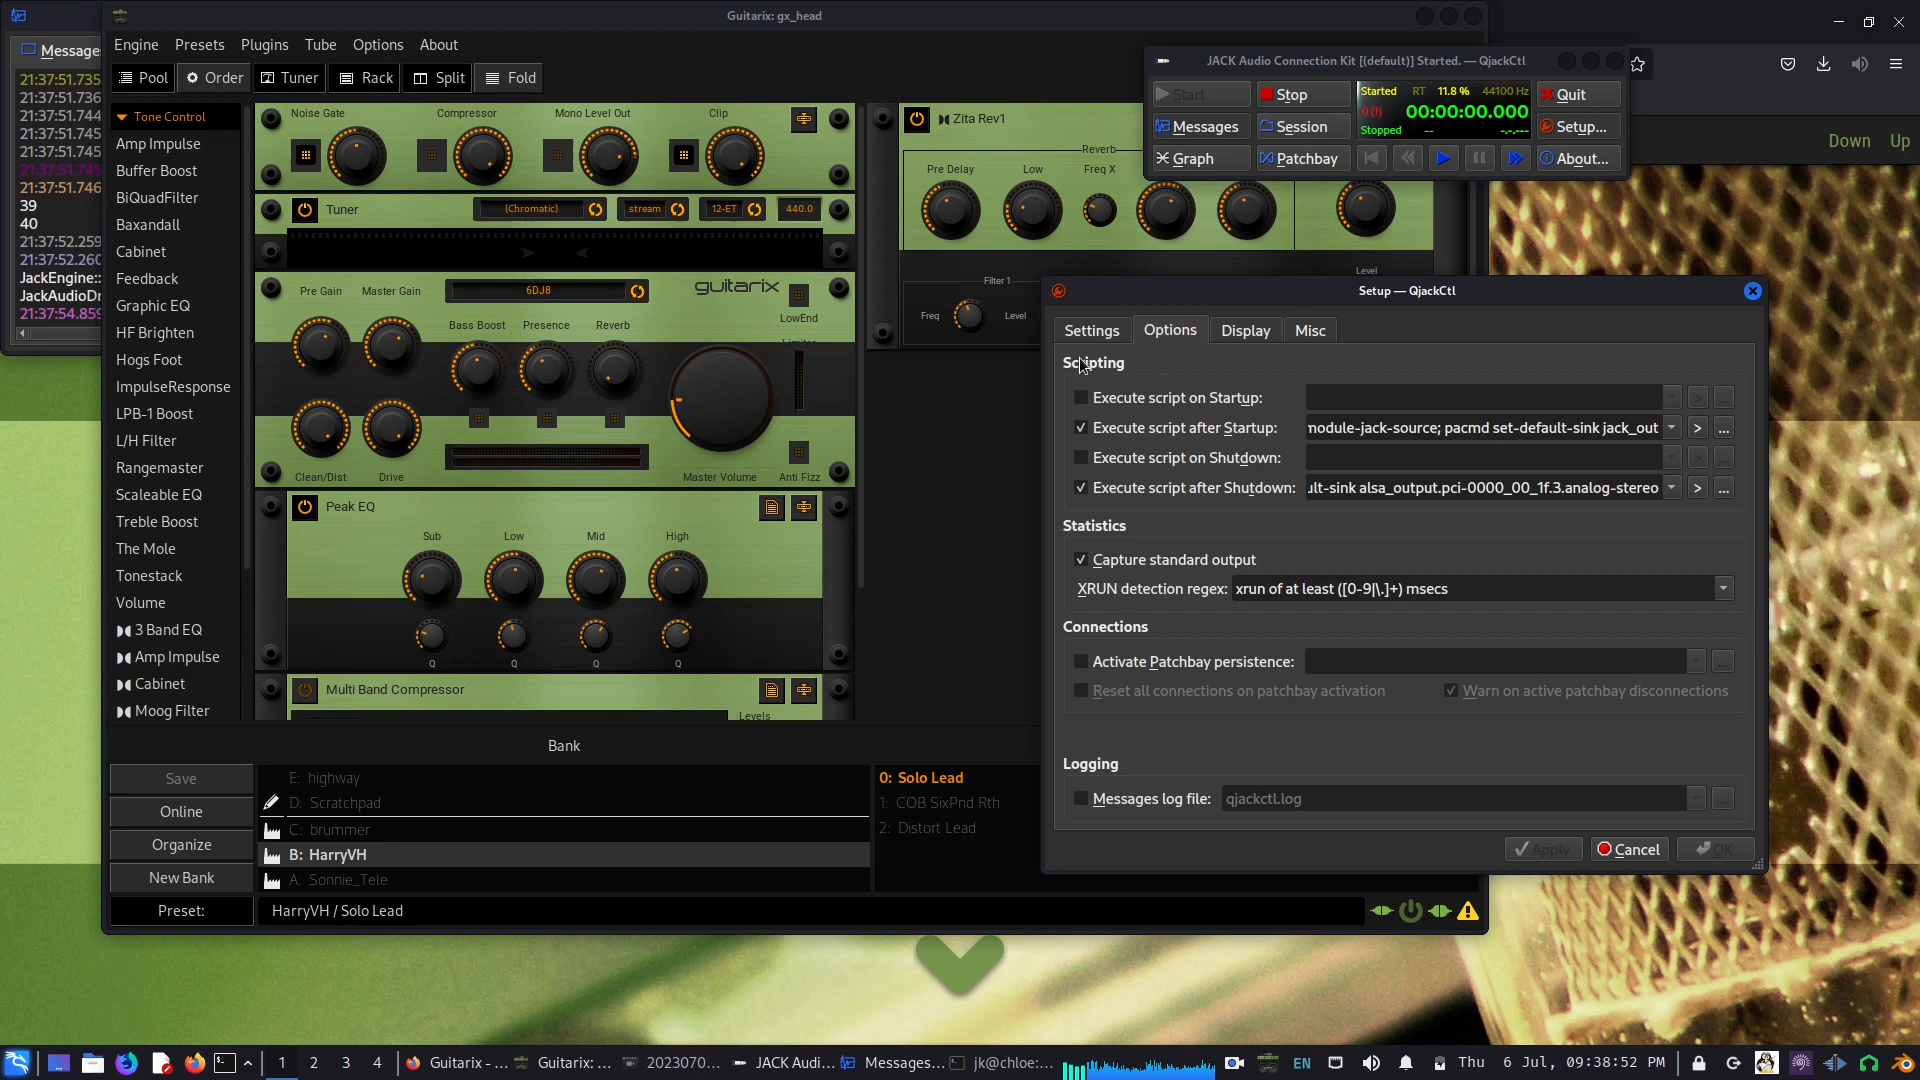 Guitarix: gx_head
Messages
Engine Presets Plugins Tube Options About
Pool Order Tuner Rack Split Fold
21:37:51.735
21:37:51.736
21:37:51.744
21:37:51.745
21:37:51.745
21:37:51.746
39
40
21:37:52.259
21:37:52.260
JackEngine::
JackAudioDr
21:37:54.859
Tone Control
Amp Impulse
Buffer Boost
BiQuadFilter
Baxandall
Cabinet
Feedback
Graphic EQ
HF Brighten
Hogs Foot
ImpulseResponse
LPB-1 Boost
L/H Filter
Rangemaster
Scaleable EQ
Treble Boost
The Mole
Tonestack
Volume
3 Band EQ
Amp Impulse
Cabinet
Moog Filter
Noise Gate Compressor Mono Level Out Clip
Tuner (Chromatic) stream 12-ET 440.0
Pre Gain Master Gain 6DJ8 guitarix
LowEnd
Bass Boost Presence Reverb
Clean/Dist Drive Master Volume Anti Fizz
Peak EQ
Sub Low Mid High
Q Q Q Q
Multi Band Compressor
Levels
Zita Rev1
Reverb
Pre Delay Low Freq X
Level
Filter 1
Freq Level
JACK Audio Connection Kit [(default)] Started. — QjackCtl
Start Stop Started RT 11.8 % 44100 Hz Quit
0 (1) 00:00:00.000
Messages Session Stopped -- -.-.--- Setup...
Graph Patchbay About...
Down Up
Setup — QjackCtl
Settings Options Display Misc
Scripting
Execute script on Startup: > ...
Execute script after Startup: module-jack-source; pacmd set-default-sink jack_out > ...
Execute script on Shutdown: > ...
Execute script after Shutdown: ult-sink alsa_output.pci-0000_00_1f.3.analog-stereo > ...
Statistics
Capture standard output
XRUN detection regex: xrun of at least ([0-9|\.]+) msecs
Connections
Activate Patchbay persistence: ...
Reset all connections on patchbay activation Warn on active patchbay disconnections
Logging
Messages log file: qjackctl.log ...
Apply Cancel OK
Bank
Save
Online
Organize
New Bank
Preset:
E: highway
D: Scratchpad
C: brummer
B: HarryVH
A: Sonnie_Tele
0: Solo Lead
1: COB SixPnd Rth
2: Distort Lead
HarryVH / Solo Lead
1 2 3 4 Guitarix - ... Guitarix: ... 2023070... JACK Audi... Messages... jk@chloe:... EN Thu 6 Jul, 09:38:52 PM